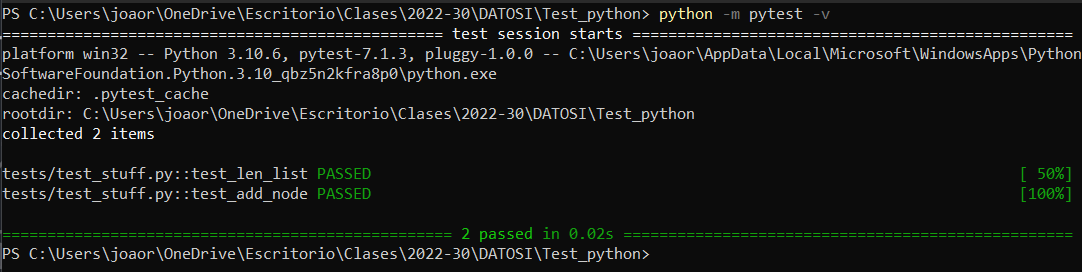 PS C:\Users\joaor\OneDrive\Escritorio\Clases\2022-30\DATOSI\Test_python> python -m pytest -v
================================================= test session starts =================================================
platform win32 -- Python 3.10.6, pytest-7.1.3, pluggy-1.0.0 -- C:\Users\joaor\AppData\Local\Microsoft\WindowsApps\Python
SoftwareFoundation.Python.3.10_qbz5n2kfra8p0\python.exe
cachedir: .pytest_cache
rootdir: C:\Users\joaor\OneDrive\Escritorio\Clases\2022-30\DATOSI\Test_python
collected 2 items
tests/test_stuff.py::test_len_list PASSED [ 50%]
tests/test_stuff.py::test_add_node PASSED [100%]
================================================== 2 passed in 0.02s ==================================================
PS C:\Users\joaor\OneDrive\Escritorio\Clases\2022-30\DATOSI\Test_python>